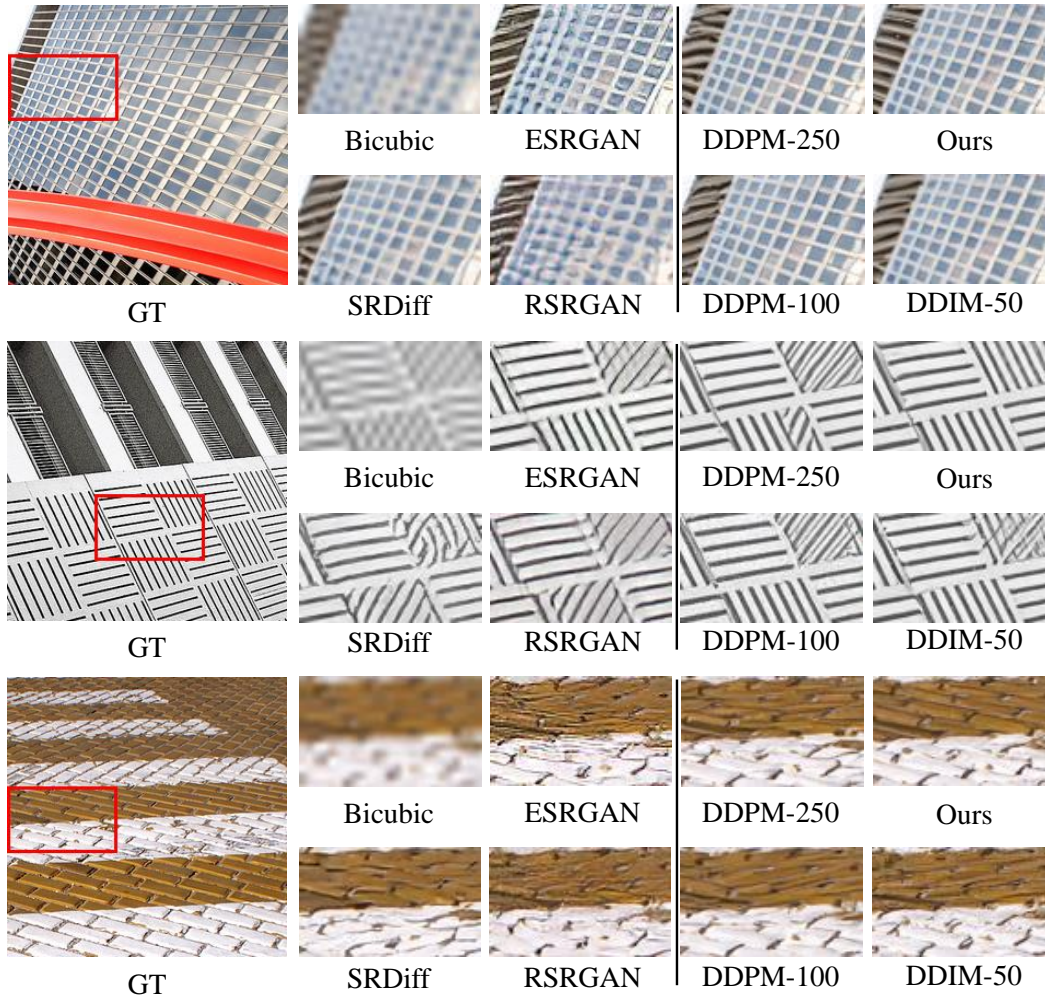 Bicubic ESRGAN DDPM-250 Ours
SRDiff RSRGAN DDPM-100 DDIM-50
GT
Bicubic ESRGAN DDPM-250 Ours
SRDiff RSRGAN DDPM-100 DDIM-50
GT
Bicubic ESRGAN DDPM-250 Ours
SRDiff RSRGAN DDPM-100 DDIM-50
GT